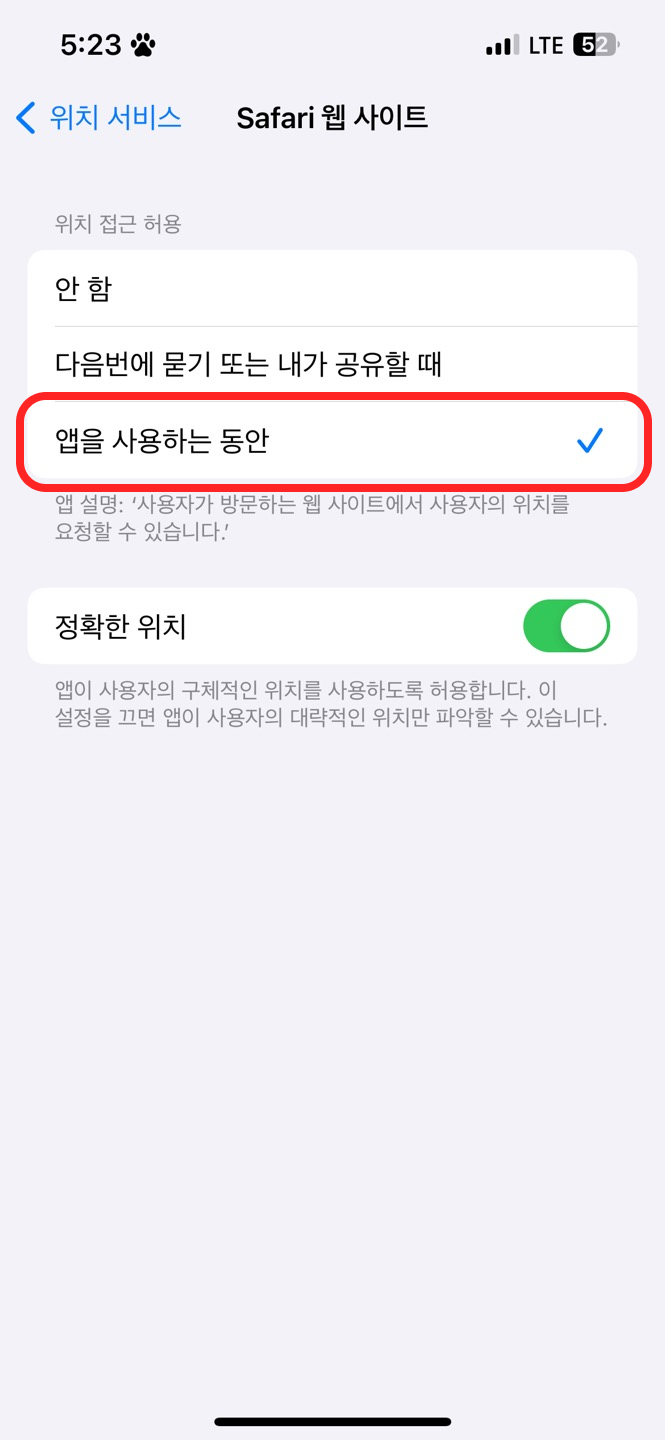 5:23
LTE 52
위치 서비스
Safari 웹 사이트
위치 접근 허용
안 함
다음번에 묻기 또는 내가 공유할 때
앱을 사용하는 동안
앱 설명: ‘사용자가 방문하는 웹 사이트에서 사용자의 위치를
요청할 수 있습니다.’
정확한 위치
앱이 사용자의 구체적인 위치를 사용하도록 허용합니다. 이
설정을 끄면 앱이 사용자의 대략적인 위치만 파악할 수 있습니다.